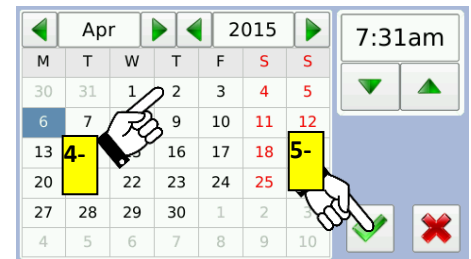 Apr 2015 7:31am
M T W T F S S
30 31 1 2 3 4 5
6 7 9 10 11 12
13 4- 16 17 18 5-
20 22 23 24 25
27 28 29 30 1 2
4 5 6 7 8 9 10